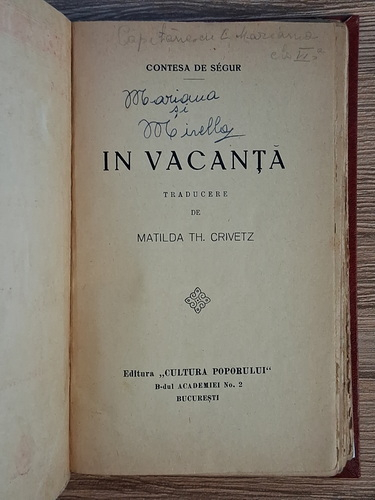 CONTESA DE SÉGUR
Mariana
și
Mirella
IN VACANȚĂ
TRADUCERE
DE
MATILDA TH. CRIVETZ
Editura „CULTURA POPORULUI“
B-dul ACADEMIEI No. 2
BUCUREȘTI